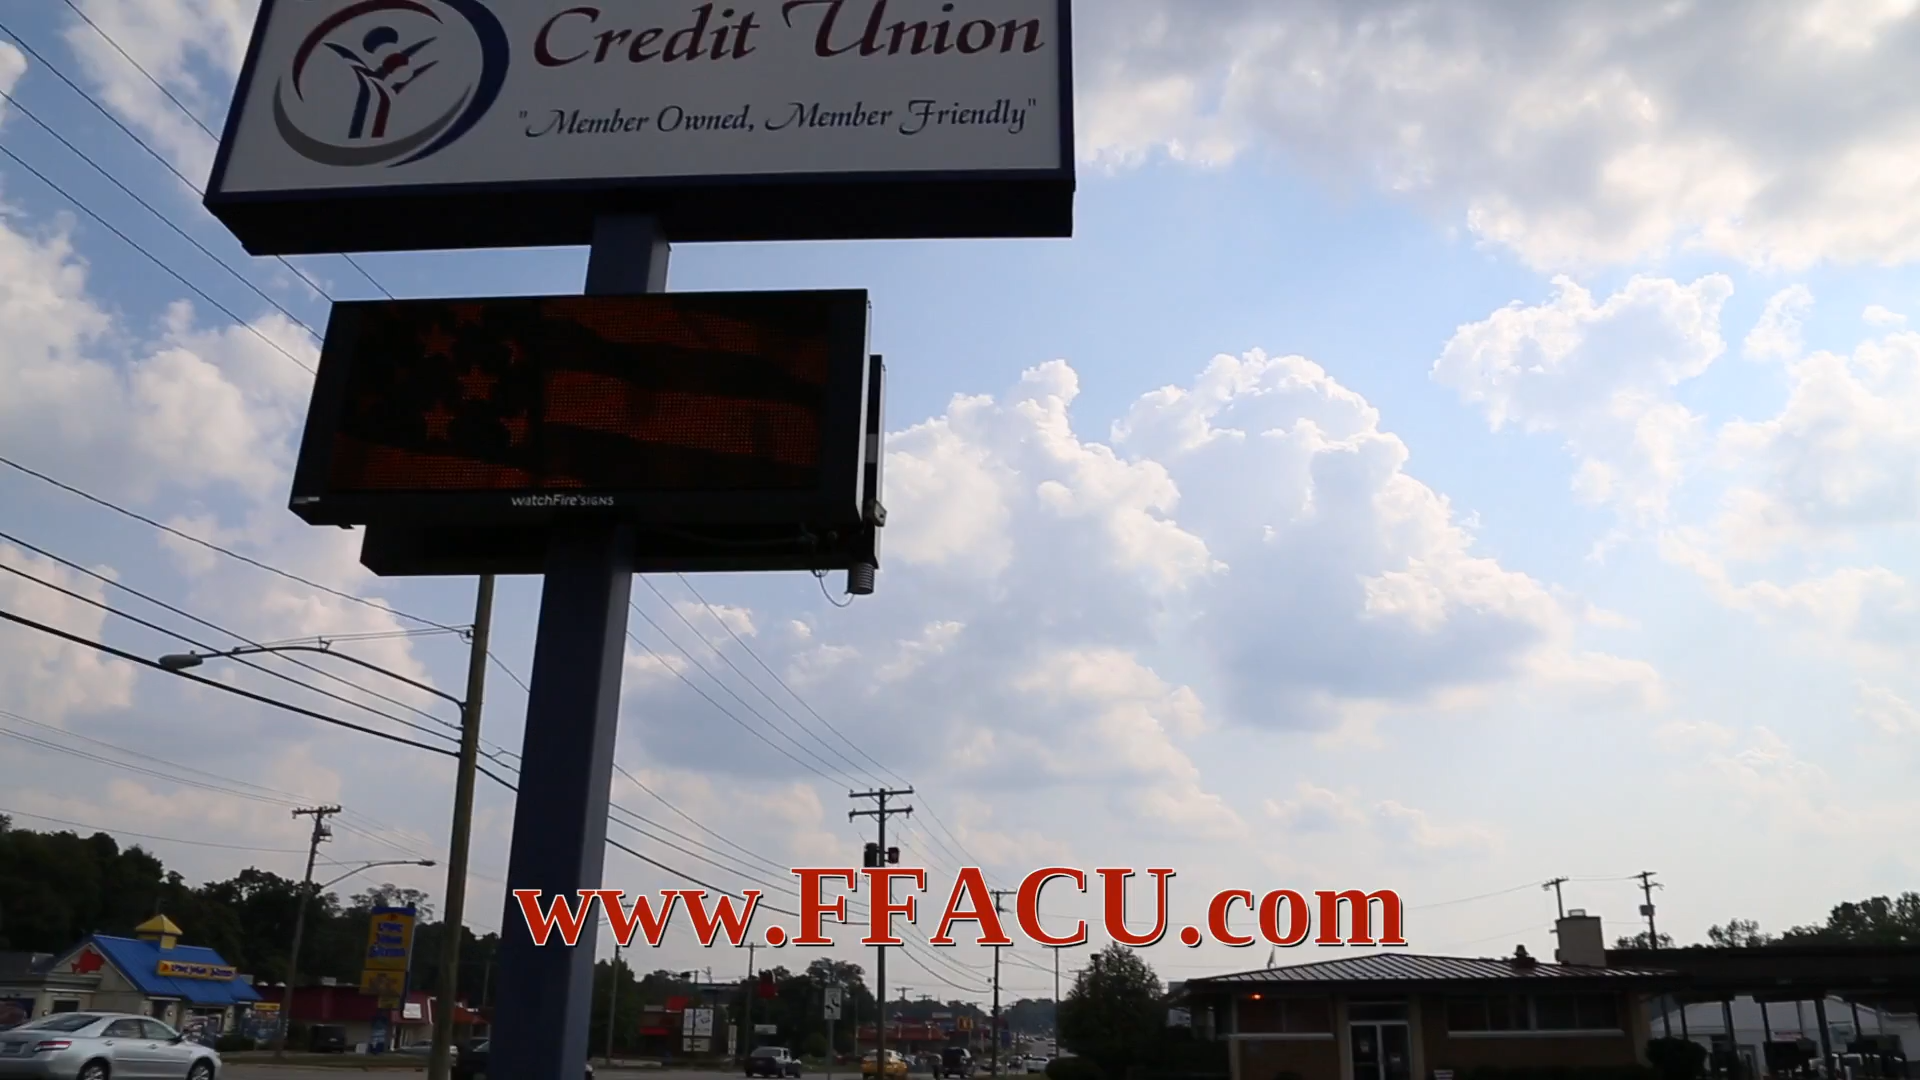 Credit Union
"Member Owned, Member Friendly"
watchFire SIGNS
www.FFACU.com